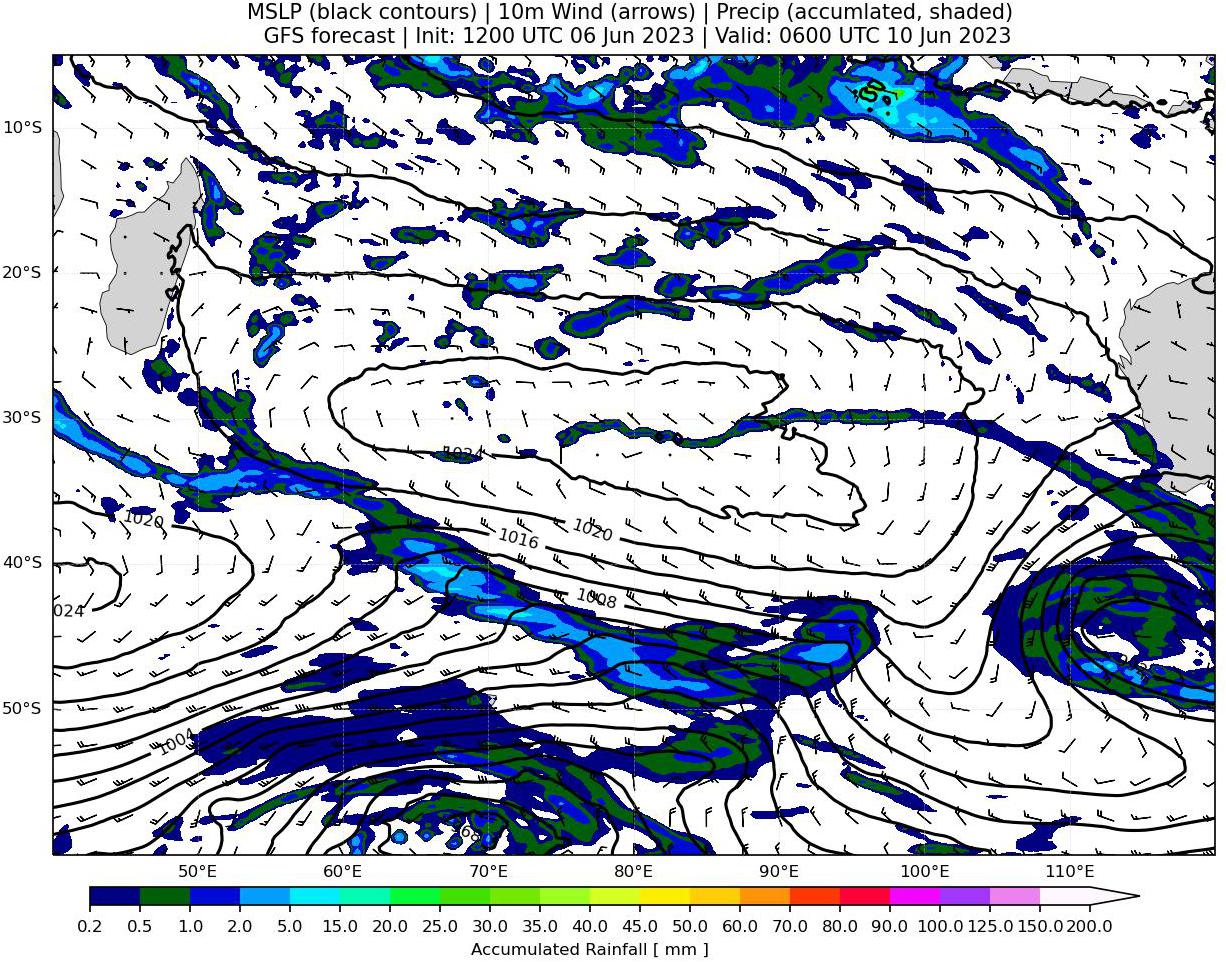 MSLP (black contours) | 10m Wind (arrows) | Precip (accumlated, shaded)
GFS forecast | Init: 1200 UTC 06 Jun 2023 | Valid: 0600 UTC 10 Jun 2023
10°S
20°S
30°S
40°S
50°S
1024
1020
1020
1016
1008
024
1004
968
50°E 60°E 70°E 80°E 90°E 100°E 110°E
0.2 0.5 1.0 2.0 5.0 15.0 20.0 25.0 30.0 35.0 40.0 45.0 50.0 60.0 70.0 80.0 90.0 100.0 125.0 150.0 200.0
Accumulated Rainfall [ mm ]